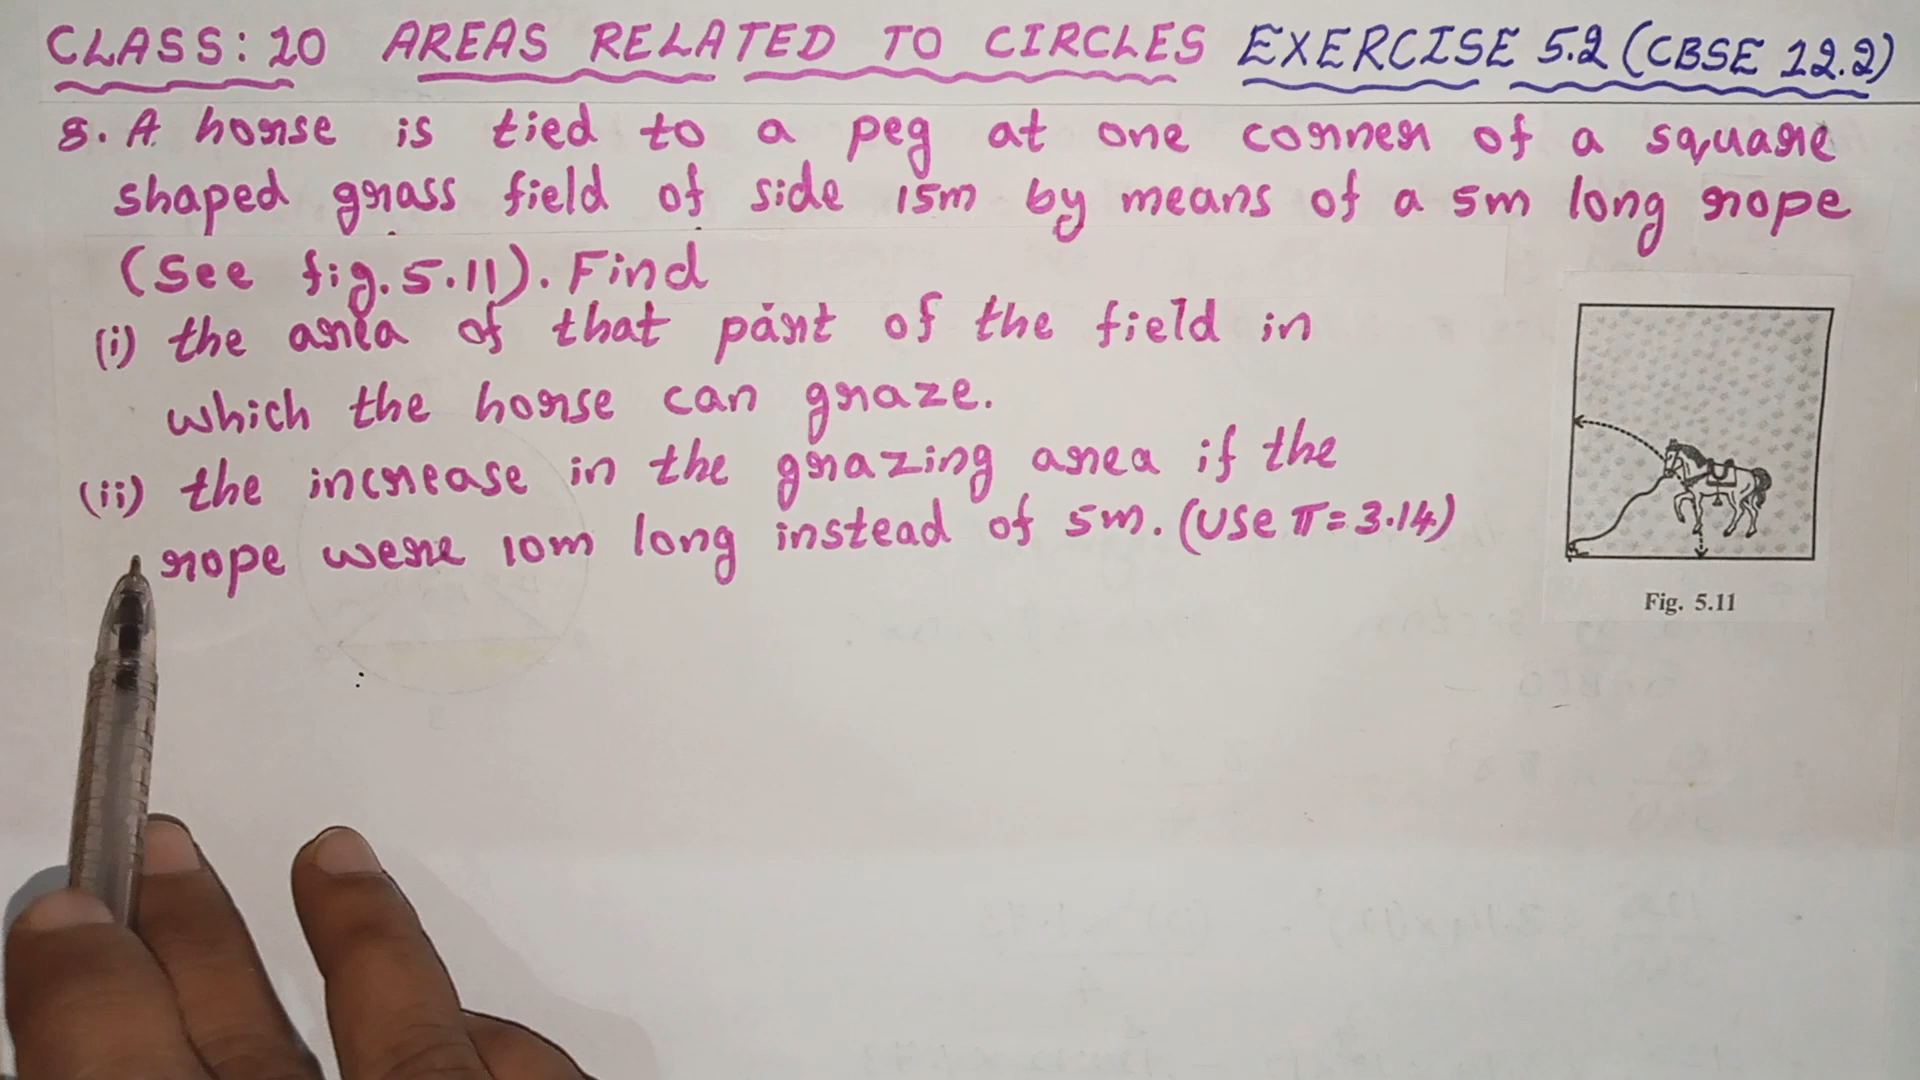 CLASS: 10 AREAS RELATED TO CIRCLES EXERCISE 5.2 (CBSE 12.2)
8. A horse is tied to a peg at one corner of a square
shaped grass field of side 15m by means of a 5m long rope
(See fig. 5.11). Find
(i) the area of that part of the field in
which the horse can graze.
(ii) the increase in the grazing area if the
rope were 10m long instead of 5m. (Use π = 3.14)
Fig. 5.11